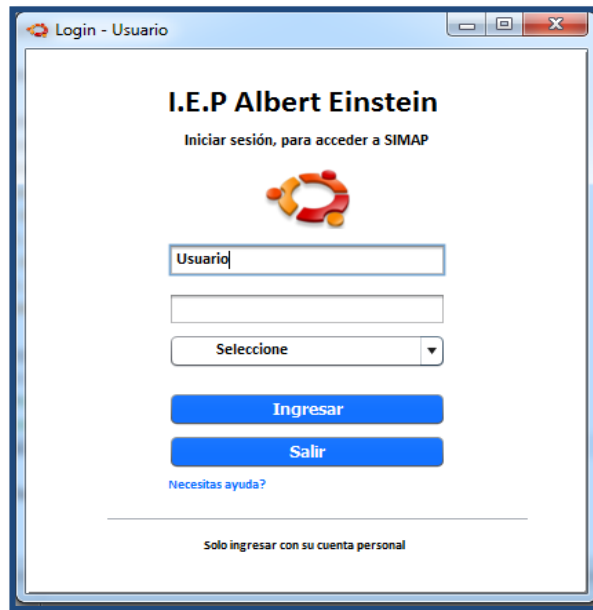 Login - Usuario
I.E.P Albert Einstein
Iniciar sesión, para acceder a SIMAP
Usuario
Seleccione
Ingresar
Salir
Necesitas ayuda?
Solo ingresar con su cuenta personal